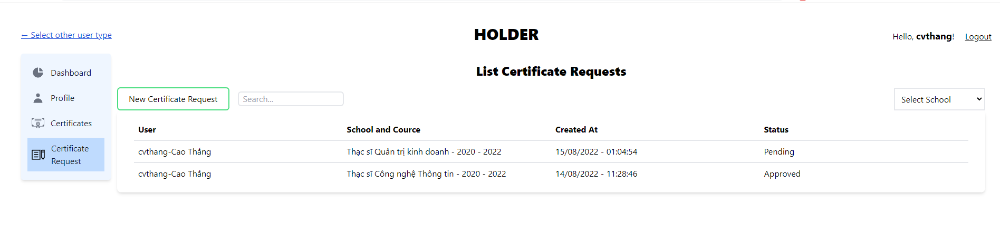 ← Select other user type
HOLDER
Hello, cvthang! Logout
Dashboard
Profile
Certificates
Certificate
Request
List Certificate Requests
New Certificate Request
Search...
Select School
User School and Cource Created At Status
cvthang-Cao Thắng Thạc sĩ Quản trị kinh doanh - 2020 - 2022 15/08/2022 - 01:04:54 Pending
cvthang-Cao Thắng Thạc sĩ Công nghệ Thông tin - 2020 - 2022 14/08/2022 - 11:28:46 Approved